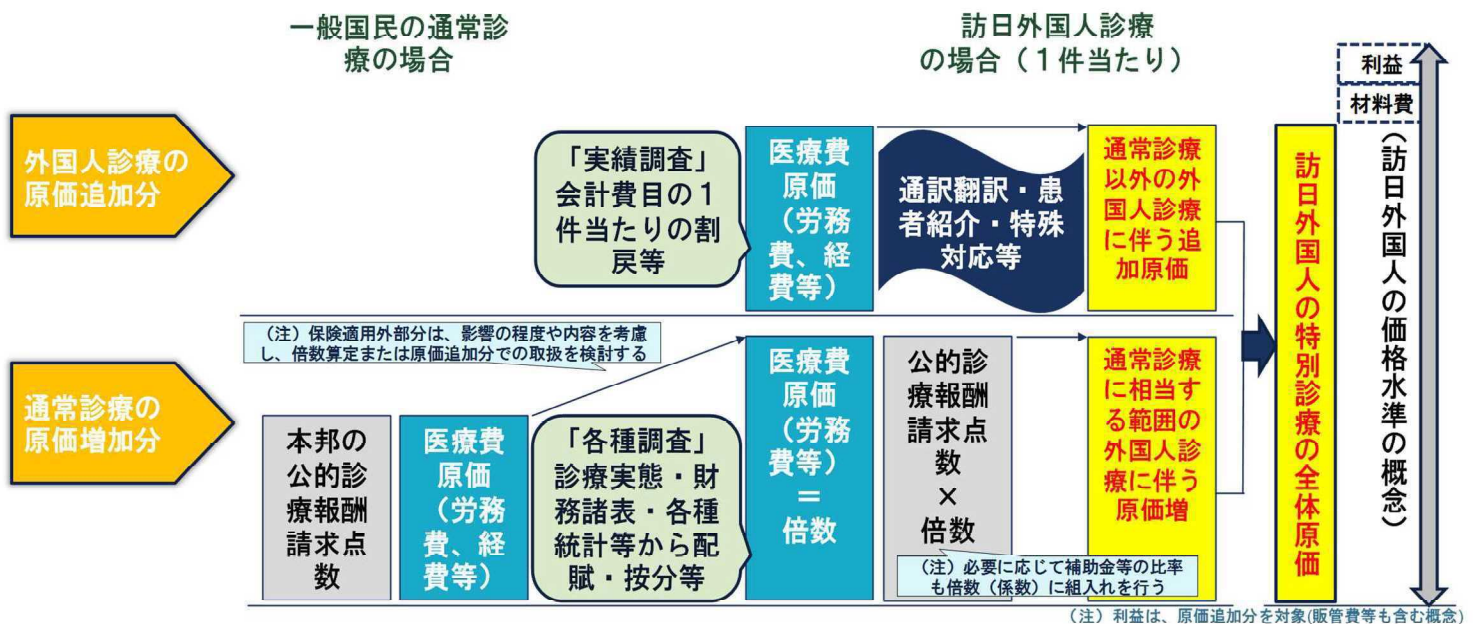 一般国民の通常診
療の場合
訪日外国人診療
の場合（１件当たり）
利益
材料費
外国人診療の
原価追加分
「実績調査」
会計費目の１
件当たりの割
戻等
医療費
原価
（労務
費、経
費等）
通訳翻訳・患
者紹介・特殊
対応等
通常診療
以外の外
国人診療
に伴う追
加原価
訪日外国人の特別診療の全体原価
（訪日外国人の価格水準の概念）
（注）保険適用外部分は、影響の程度や内容を考慮
し、倍数算定または原価追加分での取扱を検討する
通常診療の
原価増加分
本邦の
公的診
療報酬
請求点
数
医療費
原価
（労務
費、経
費等）
「各種調査」
診療実態・財
務諸表・各種
統計等から配
賦・按分等
医療費
原価
（労務
費等）
＝
倍数
公的診
療報酬
請求点
数
×
倍数
通常診療
に相当す
る範囲の
外国人診
療に伴う
原価増
（注）必要に応じて補助金等の比率
も倍数（係数）に組入れを行う
（注）利益は、原価追加分を対象(販管費等も含む概念)